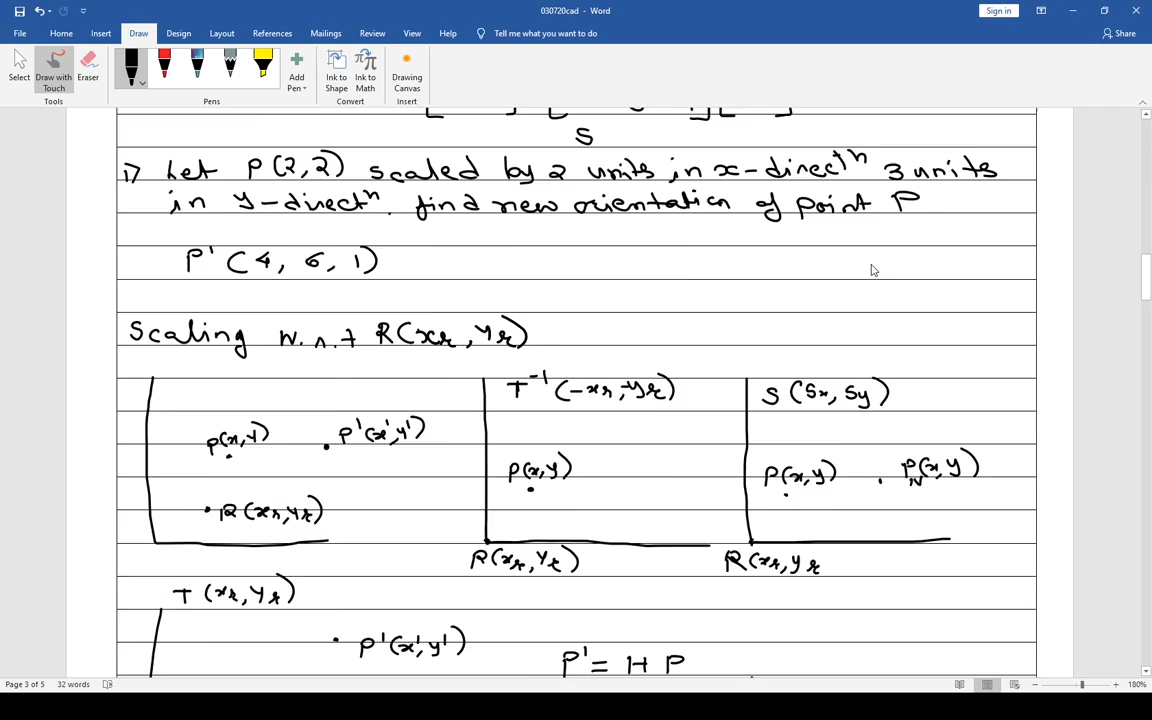 030720cad - Word
Sign in
File Home Insert Draw Design Layout References Mailings Review View Help Tell me what you want to do Share
Select Draw with Touch Eraser Add Pen Ink to Shape Ink to Math Drawing Canvas
Tools Pens Convert Insert
S
1) Let P(2,2) scaled by 2 units in x-directⁿ 3 units
in y-directⁿ. find new orientation of point P
P' (4, 6, 1)
Scaling w.r.t R(xr, yr)
T⁻¹(-xr, -yr) S (Sx, Sy)
P(x,y) P'(x',y')
P(x,y) P(x,y)
R(xr,yr)
R(xr, yr) R(xr, yr
T (xr, yr)
P'(x',y')
P' = H P
Page 3 of 5 32 words 180%